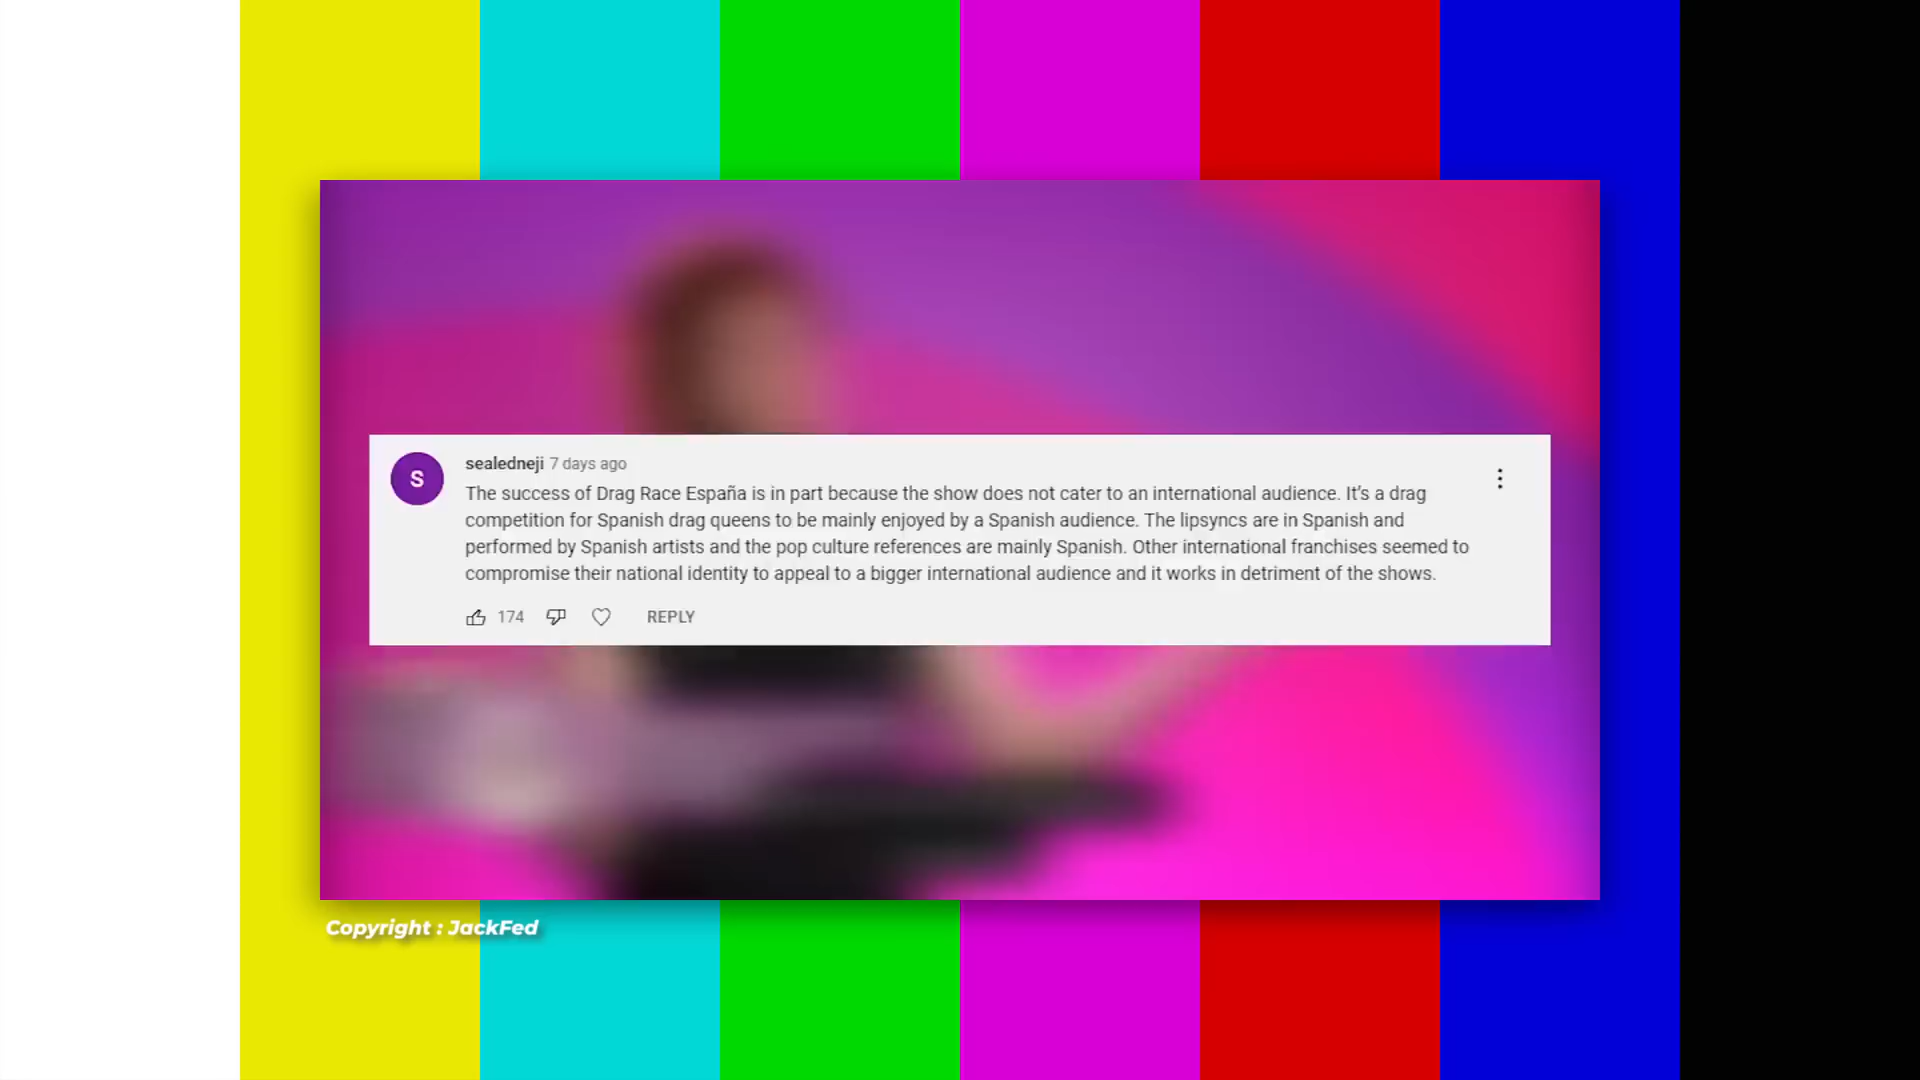 S
sealedneji 7 days ago
The success of Drag Race España is in part because the show does not cater to an international audience. It's a drag
competition for Spanish drag queens to be mainly enjoyed by a Spanish audience. The lipsyncs are in Spanish and
performed by Spanish artists and the pop culture references are mainly Spanish. Other international franchises seemed to
compromise their national identity to appeal to a bigger international audience and it works in detriment of the shows.
174 REPLY
Copyright : JackFed